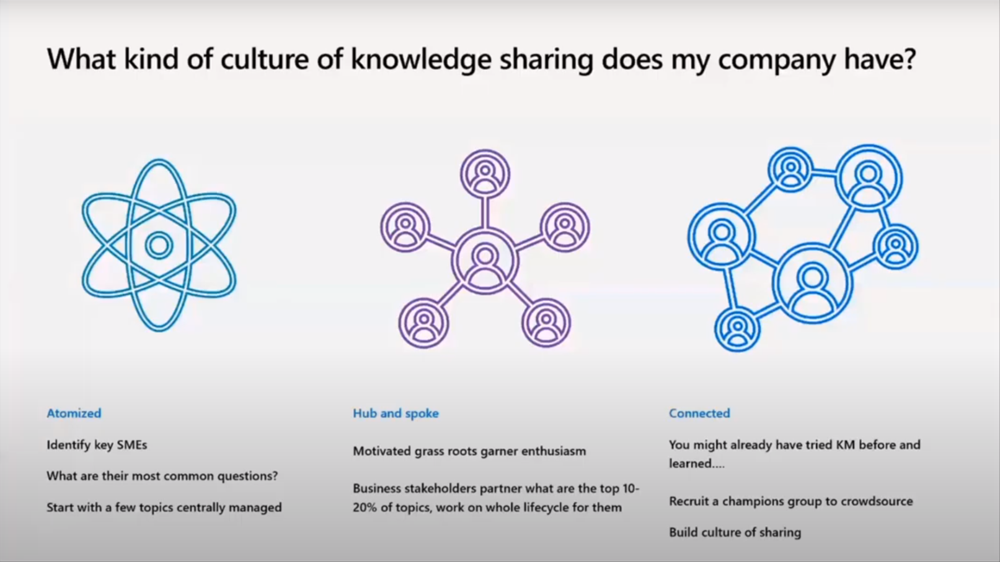 What kind of culture of knowledge sharing does my company have?
Atomized
Identify key SMEs
What are their most common questions?
Start with a few topics centrally managed
Hub and spoke
Motivated grass roots garner enthusiasm
Business stakeholders partner what are the top 10-
20% of topics, work on whole lifecycle for them
Connected
You might already have tried KM before and
learned....
Recruit a champions group to crowdsource
Build culture of sharing